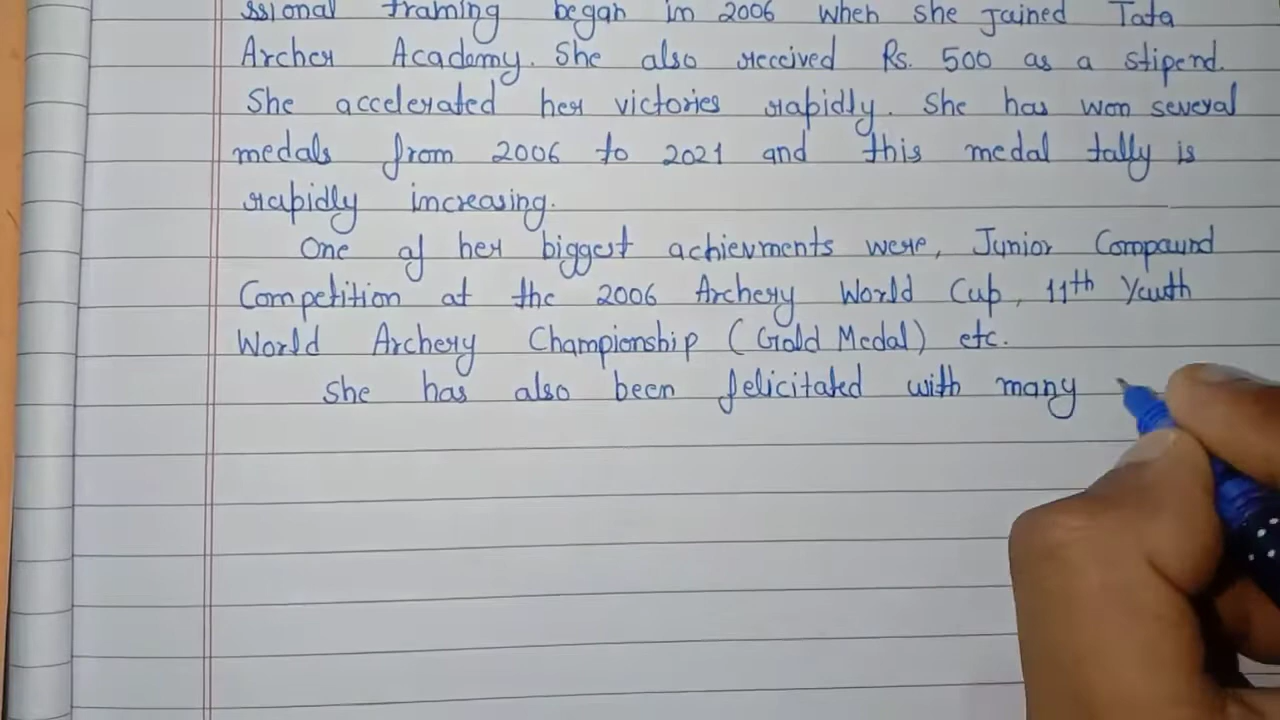 ssional training began in 2006 when she joined Tata
Archer Academy. She also received Rs. 500 as a stipend.
She accelerated her victories rapidly. She has won several
medals from 2006 to 2021 and this medal tally is
rapidly increasing.
One of her biggest achievments were, Junior Compound
Competition at the 2006 Archery World Cup, 11th Youth
World Archery Championship (Gold Medal) etc.
She has also been felicitated with many